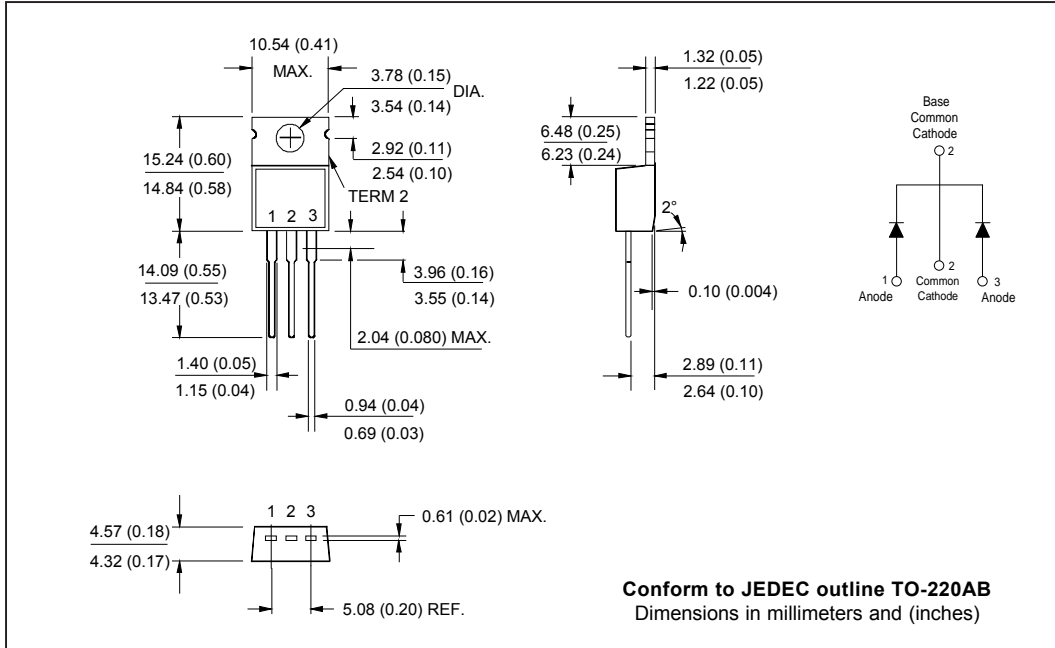 10.54 (0.41)
MAX.
3.78 (0.15)
3.54 (0.14)
DIA.
2.92 (0.11)
2.54 (0.10)
TERM 2
15.24 (0.60)
14.84 (0.58)
1 2 3
14.09 (0.55)
13.47 (0.53)
3.96 (0.16)
3.55 (0.14)
2.04 (0.080) MAX.
1.40 (0.05)
1.15 (0.04)
0.94 (0.04)
0.69 (0.03)
1.32 (0.05)
1.22 (0.05)
6.48 (0.25)
6.23 (0.24)
2°
0.10 (0.004)
2.89 (0.11)
2.64 (0.10)
Base
Common
Cathode
2
1
Anode
2
Common
Cathode
3
Anode
1 2 3
4.57 (0.18)
4.32 (0.17)
0.61 (0.02) MAX.
5.08 (0.20) REF.
Conform to JEDEC outline TO-220AB
Dimensions in millimeters and (inches)